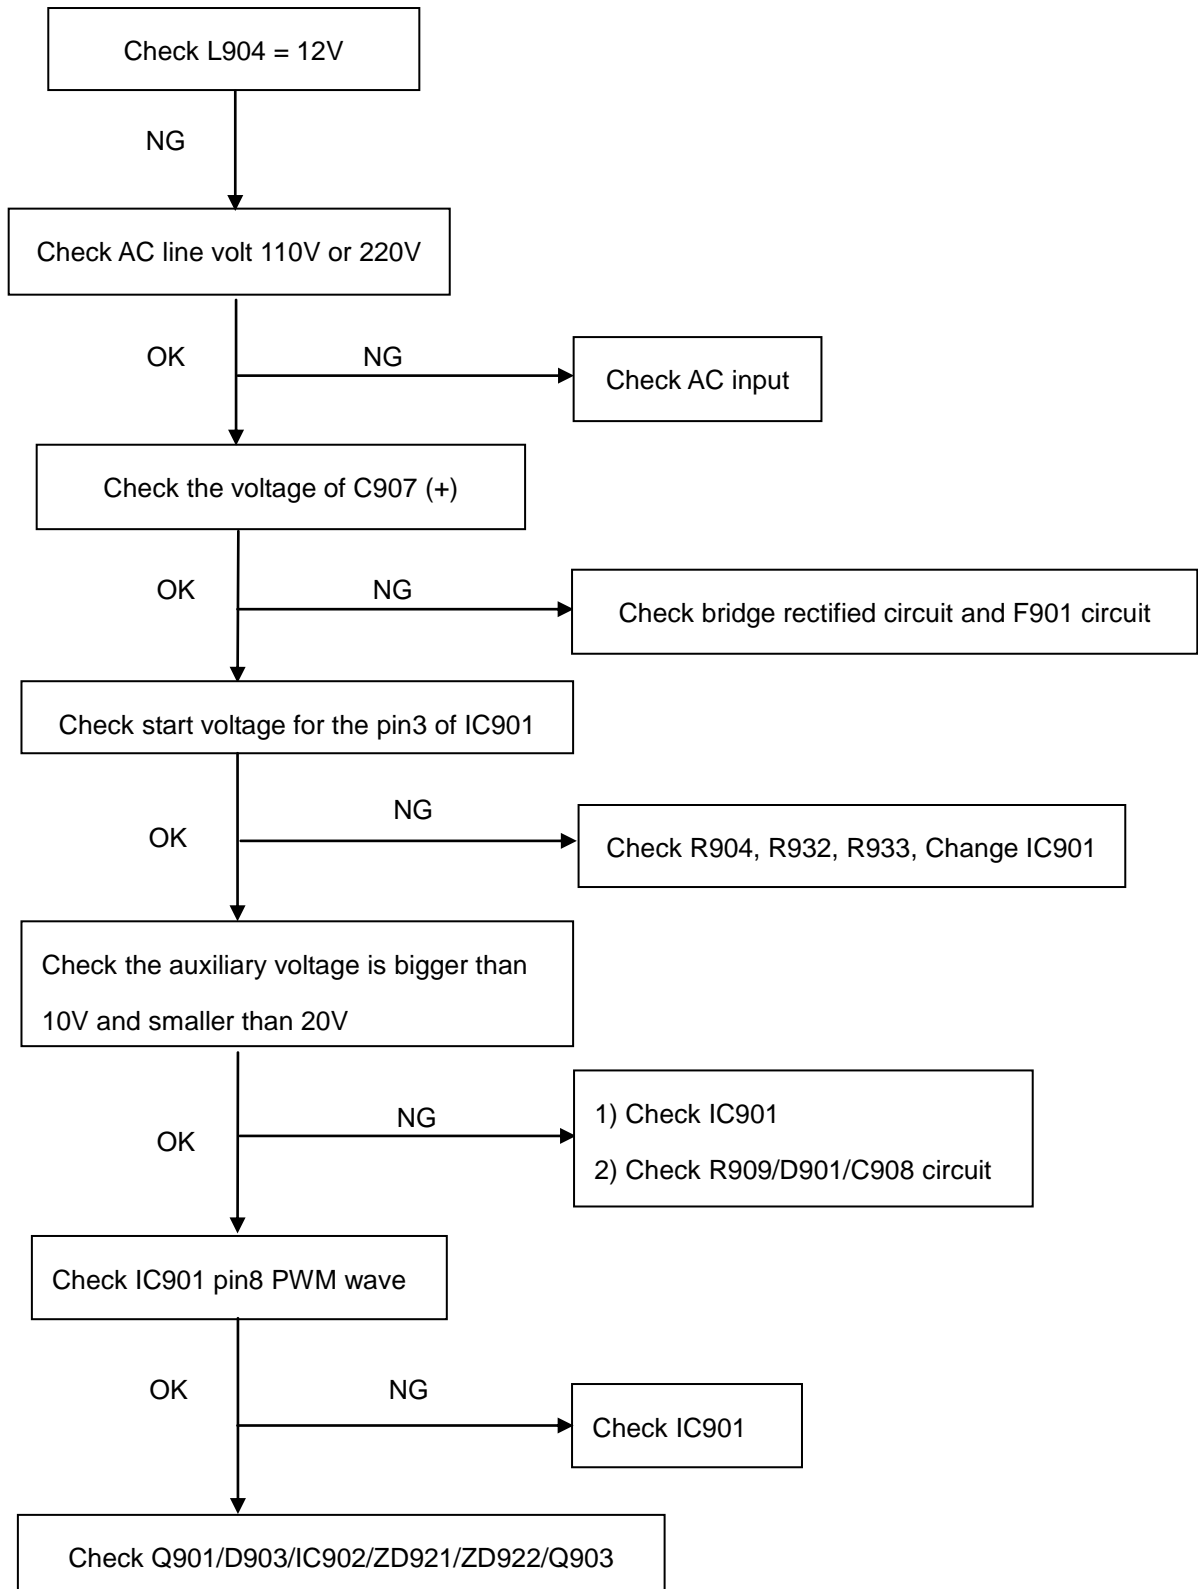 Check L904 = 12V
NG
Check AC line volt 110V or 220V
OK
NG
Check AC input
Check the voltage of C907 (+)
OK
NG
Check bridge rectified circuit and F901 circuit
Check start voltage for the pin3 of IC901
OK
NG
Check R904, R932, R933, Change IC901
Check the auxiliary voltage is bigger than
10V and smaller than 20V
OK
NG
1) Check IC901
2) Check R909/D901/C908 circuit
Check IC901 pin8 PWM wave
OK
NG
Check IC901
Check Q901/D903/IC902/ZD921/ZD922/Q903